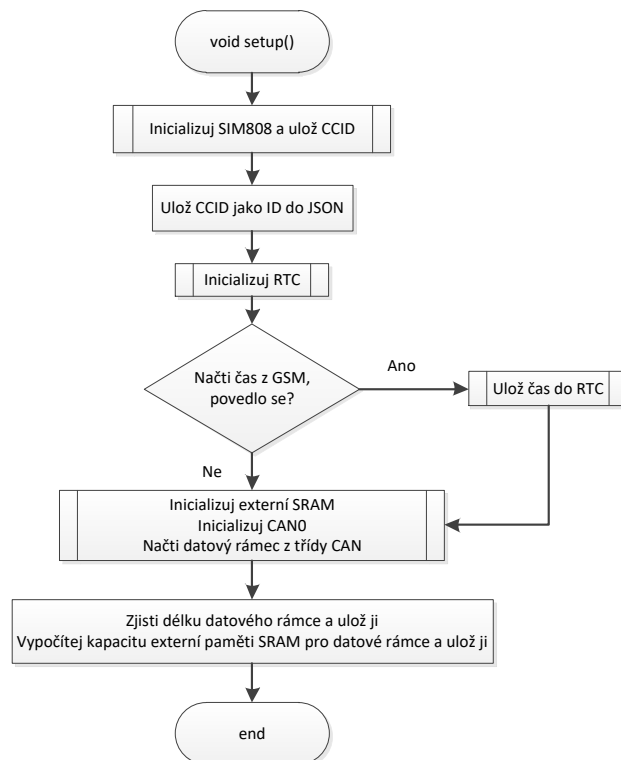 void setup()
Inicializuj SIM808 a ulož CCID
Ulož CCID jako ID do JSON
Inicializuj RTC
Načti čas z GSM,
povedlo se?
Ano
Ulož čas do RTC
Ne
Inicializuj externí SRAM
Inicializuj CAN0
Načti datový rámec z třídy CAN
Zjisti délku datového rámce a ulož ji
Vypočítej kapacitu externí paměti SRAM pro datové rámce a ulož ji
end